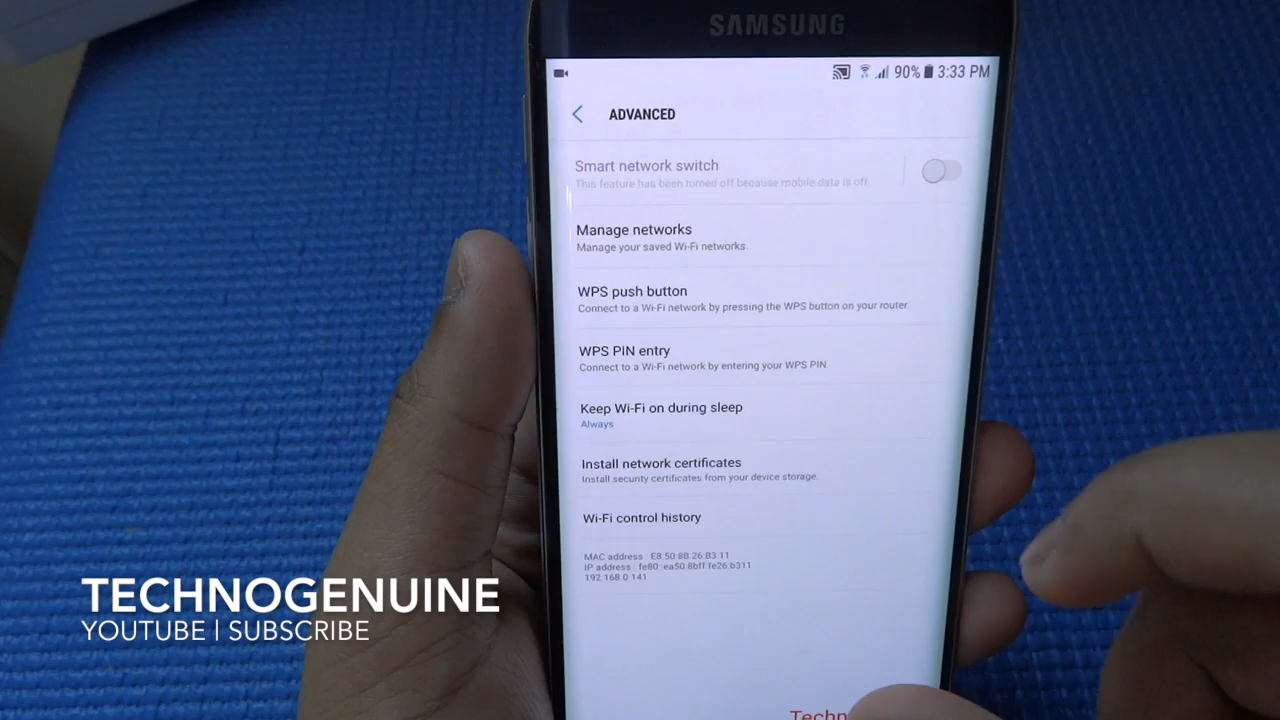 SAMSUNG
90% 3:33 PM
ADVANCED
Smart network switch
This feature has been turned off because mobile data is off.
Manage networks
Manage your saved Wi-Fi networks.
WPS push button
Connect to a Wi-Fi network by pressing the WPS button on your router.
WPS PIN entry
Connect to a Wi-Fi network by entering your WPS PIN
Keep Wi-Fi on during sleep
Always
Install network certificates
Install security certificates from your device storage.
Wi-Fi control history
MAC address : E8:50:8B:26:B3:11
IP address : fe80::ea50:8bff:fe26:b311
192.168.0.141
TECHNOGENUINE
YOUTUBE | SUBSCRIBE